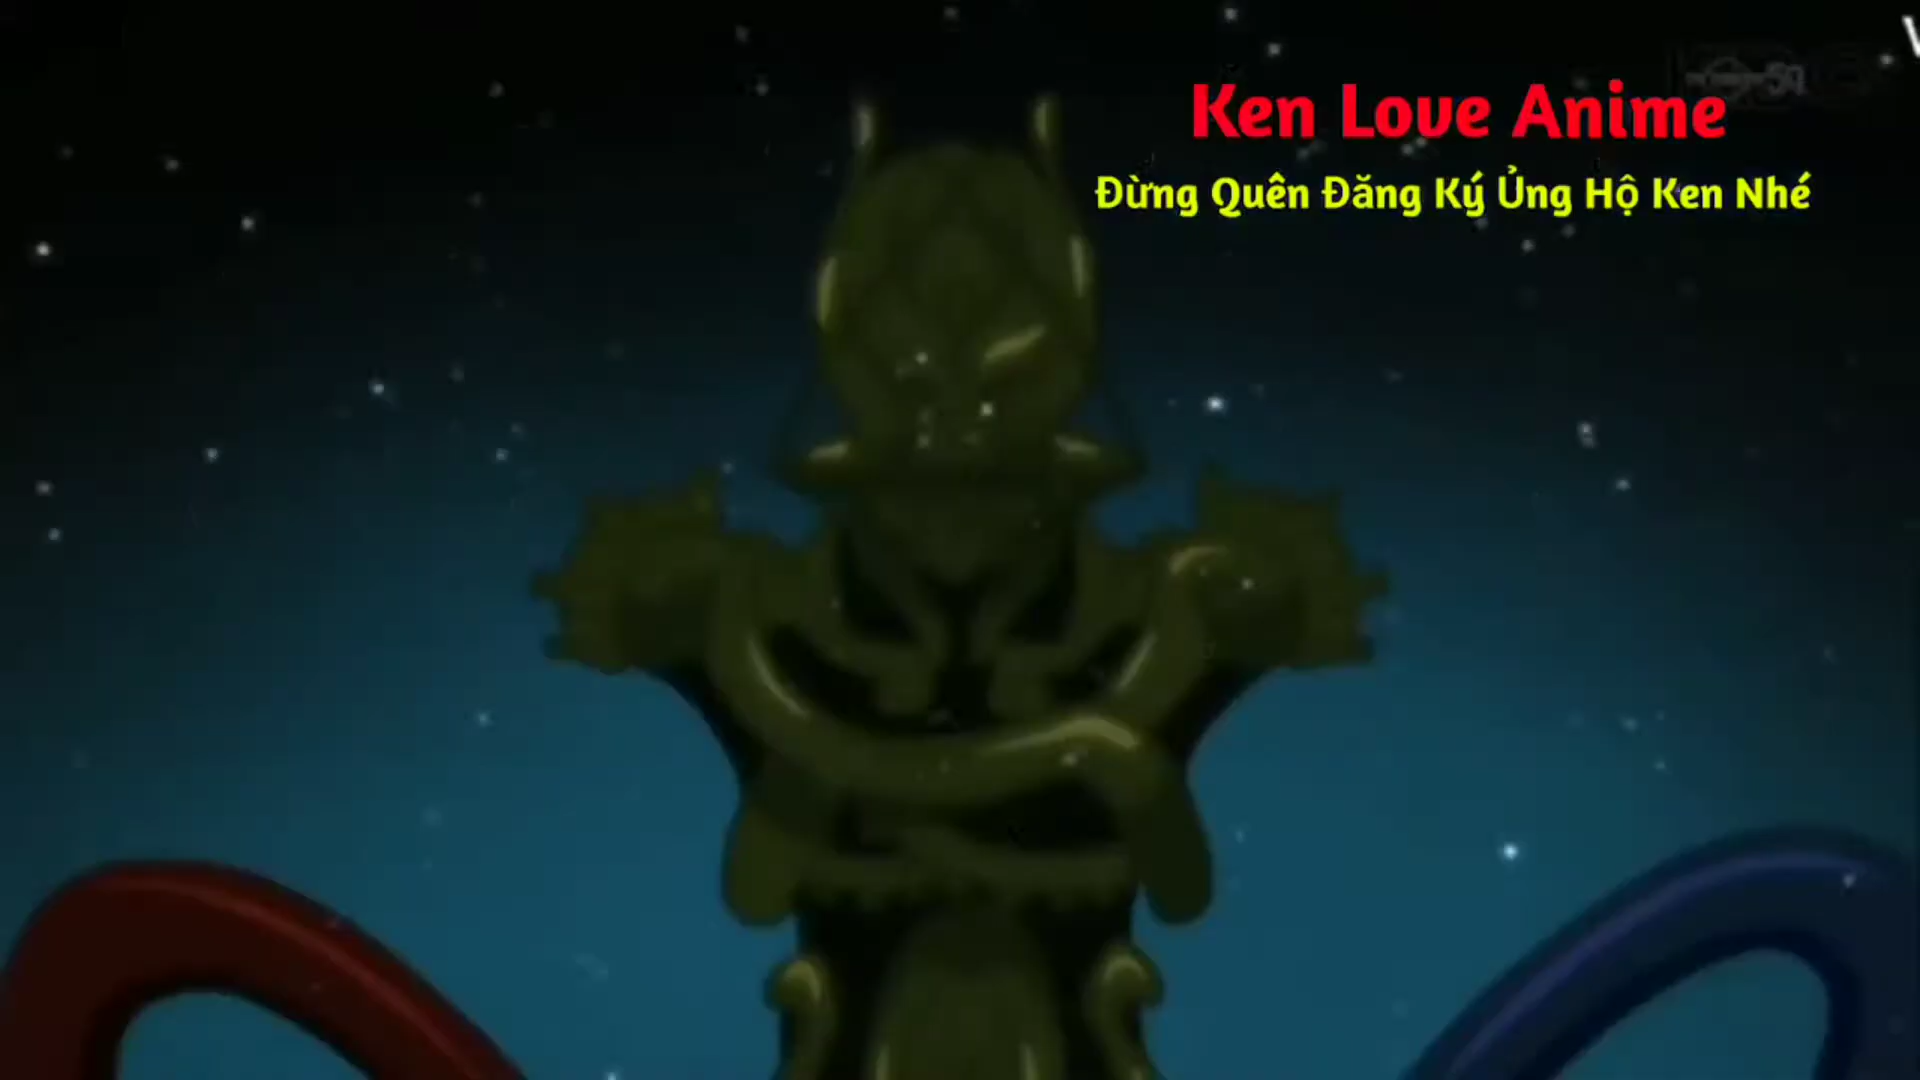 Ken Love Anime
Đừng Quên Đăng Ký Ủng Hộ Ken Nhé